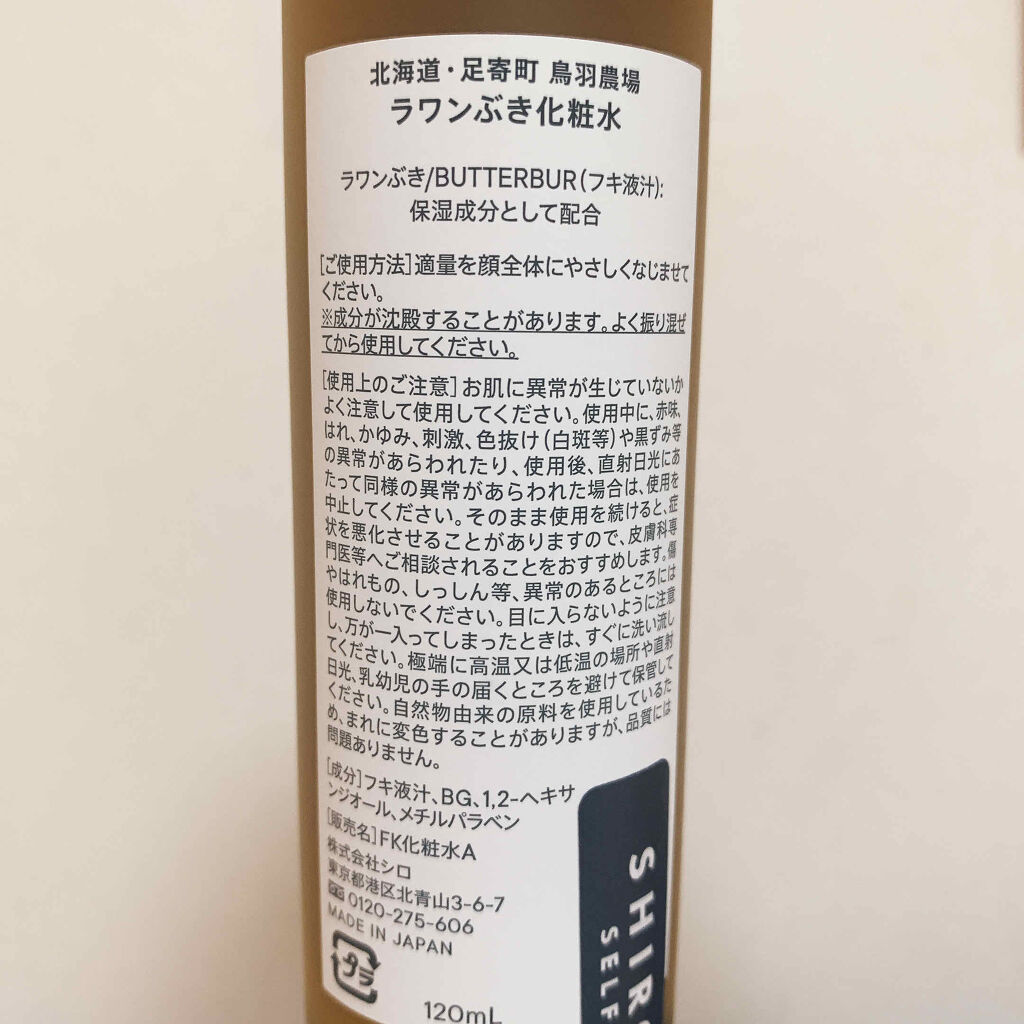 北海道・足寄町 鳥羽農場
ラワンぶき化粧水
ラワンぶき/BUTTERBUR(フキ液汁):
保湿成分として配合
[ご使用方法]適量を顔全体にやさしくなじませて
ください。
※成分が沈殿することがあります。よく振り混ぜ
てから使用してください。
[使用上のご注意]お肌に異常が生じていないか
よく注意して使用してください。使用中に、赤味、
はれ、かゆみ、刺激、色抜け(白斑等)や黒ずみ等
の異常があらわれたり、使用後、直射日光にあ
たって同様の異常があらわれた場合は、使用を
中止してください。そのまま使用を続けると、症
状を悪化させることがありますので、皮膚科専
門医等へご相談されることをおすすめします。傷
やはれもの、しっしん等、異常のあるところには
使用しないでください。目に入らないように注意
し、万が一入ってしまったときは、すぐに洗い流し
てください。極端に高温又は低温の場所や直射
日光、乳幼児の手の届くところを避けて保管して
ください。自然物由来の原料を使用しているた
め、まれに変色することがありますが、品質には
問題ありません。
[成分]フキ液汁、BG、1,2-ヘキサ
ンジオール、メチルパラベン
[販売名]FK化粧水A
株式会社シロ
東京都港区北青山3-6-7
0120-275-606
MADE IN JAPAN
プラ
120mL
SHIRO
SELF